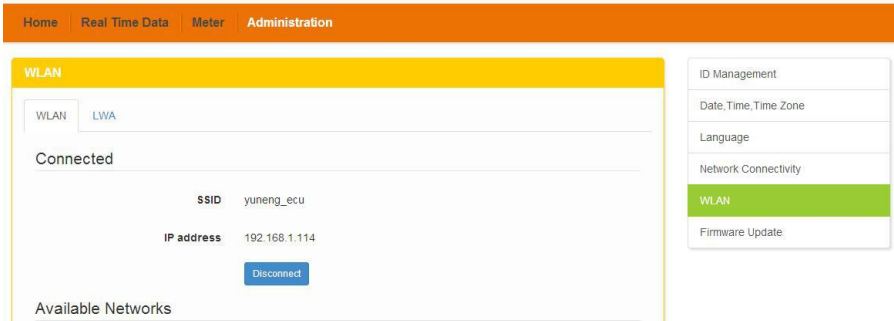 Home Real Time Data Meter Administration
WLAN
WLAN LWA
Connected
SSID yuneng_ecu
IP address 192.168.1.114
Disconnect
Available Networks
ID Management
Date,Time,Time Zone
Language
Network Connectivity
WLAN
Firmware Update